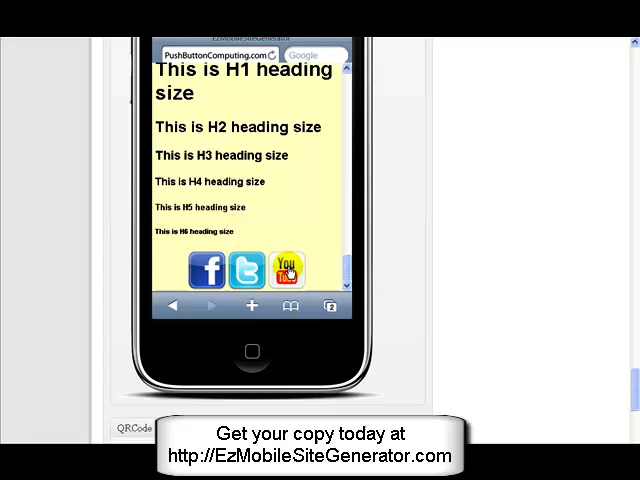 EzMobileSiteGenerator
PushButtonComputing.com
Google
This is H1 heading
size
This is H2 heading size
This is H3 heading size
This is H4 heading size
This is H5 heading size
This is H6 heading size
f
t
You
Tube
2
QRCode
Get your copy today at
http://EzMobileSiteGenerator.com